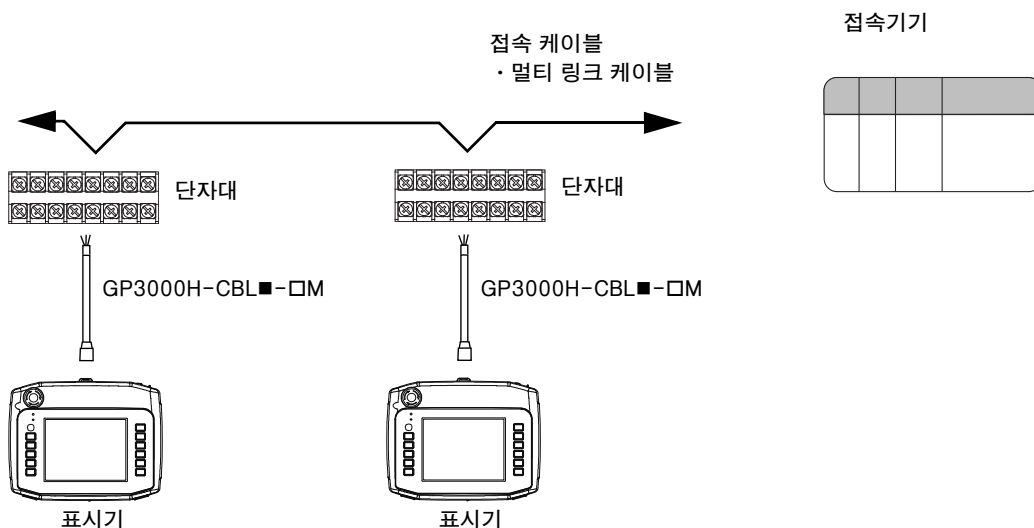 접속기기
접속 케이블
・멀티 링크 케이블
단자대
단자대
GP3000H-CBL■-□M
GP3000H-CBL■-□M
표시기
표시기